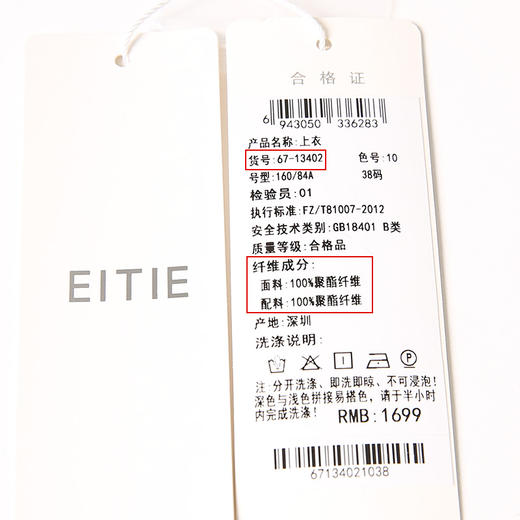 EITIE
合格证
6 943050 336283
产品名称:上衣
货号:67-13402 色号:10
号型:160/84A 38码
检验员:01
执行标准:FZ/T81007-2012
安全技术类别:GB18401 B类
质量等级:合格品
纤维成分:
面料:100%聚酯纤维
配料:100%聚酯纤维
产地:深圳
洗涤说明:
P
注:分开洗涤、即洗即晾、不可浸泡!
深色与浅色拼接易搭色,请于半小时
内完成洗涤!
RMB:1699
67134021038